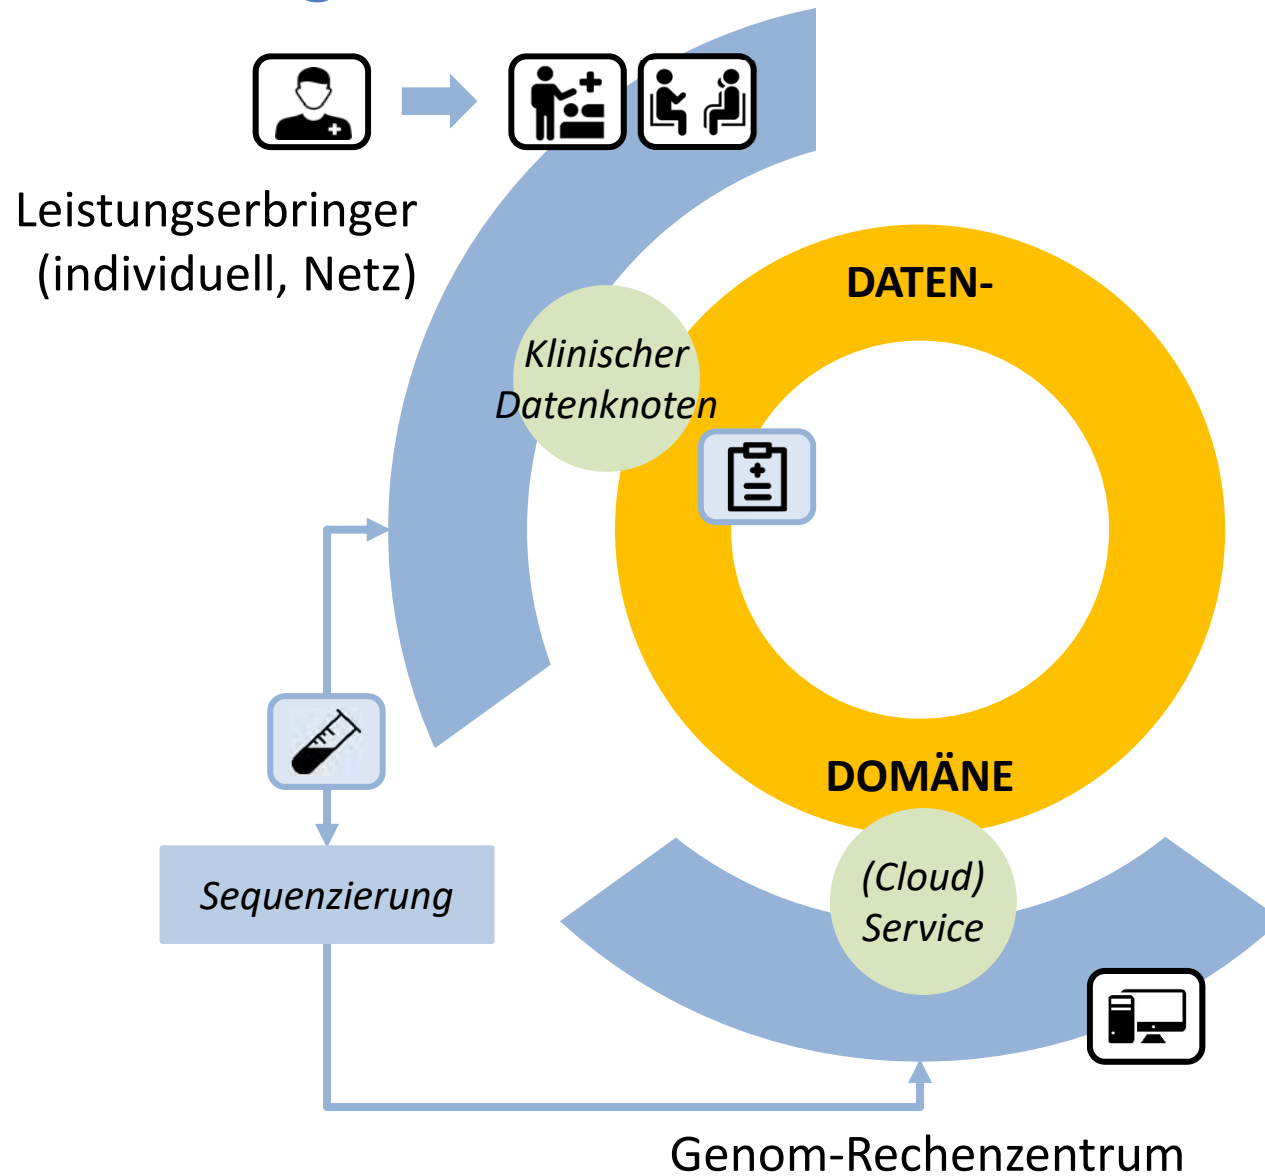 Leistungserbringer
(individuell, Netz)
DATEN-
Klinischer
Datenknoten
DOMÄNE
(Cloud)
Service
Sequenzierung
Genom-Rechenzentrum